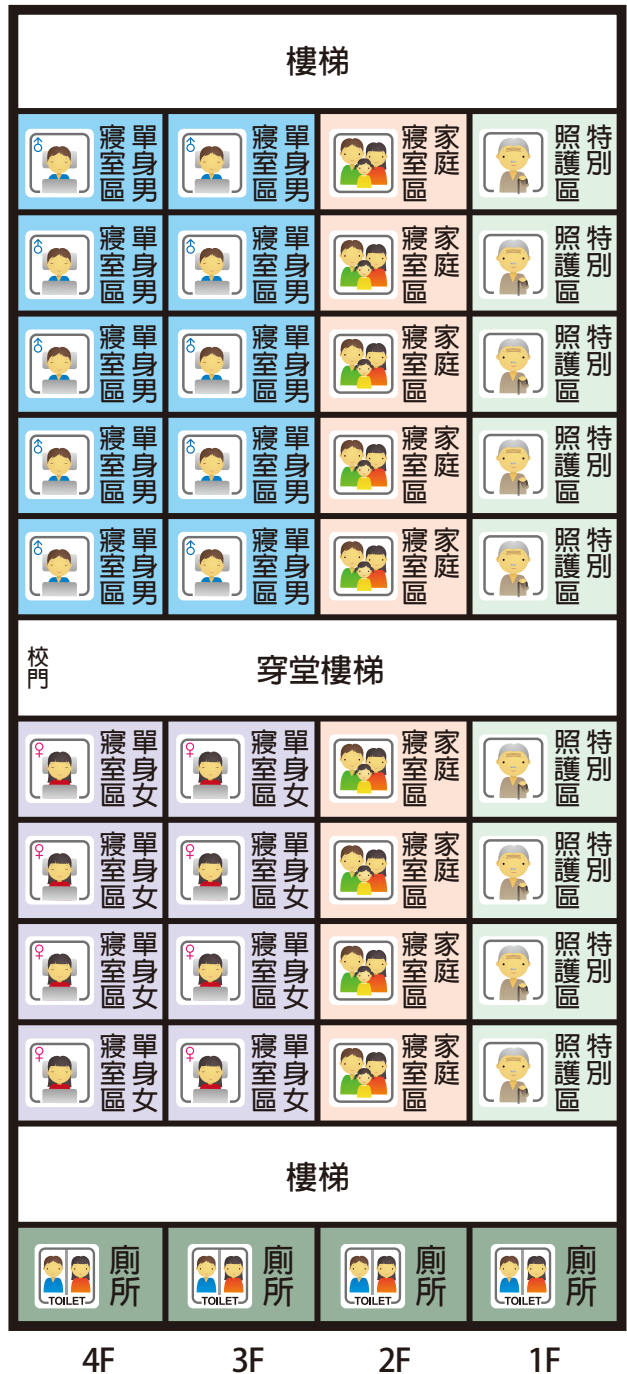 樓梯
單身男
寢室區
單身男
寢室區
家庭
寢室區
特別
照護區
單身男
寢室區
單身男
寢室區
家庭
寢室區
特別
照護區
單身男
寢室區
單身男
寢室區
家庭
寢室區
特別
照護區
單身男
寢室區
單身男
寢室區
家庭
寢室區
特別
照護區
單身男
寢室區
單身男
寢室區
家庭
寢室區
特別
照護區
校門
穿堂樓梯
單身女
寢室區
單身女
寢室區
家庭
寢室區
特別
照護區
單身女
寢室區
單身女
寢室區
家庭
寢室區
特別
照護區
單身女
寢室區
單身女
寢室區
家庭
寢室區
特別
照護區
單身女
寢室區
單身女
寢室區
家庭
寢室區
特別
照護區
樓梯
TOILET
廁所
TOILET
廁所
TOILET
廁所
TOILET
廁所
4F
3F
2F
1F